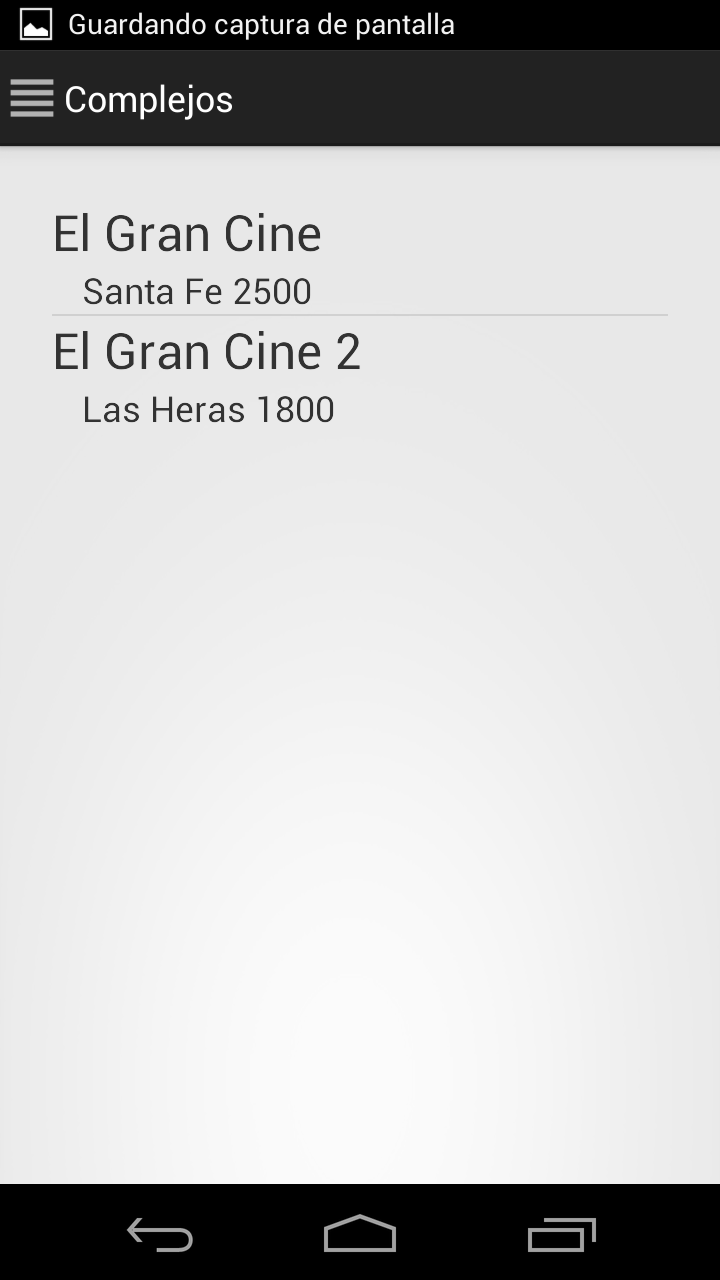 Guardando captura de pantalla
Complejos
El Gran Cine
Santa Fe 2500
El Gran Cine 2
Las Heras 1800